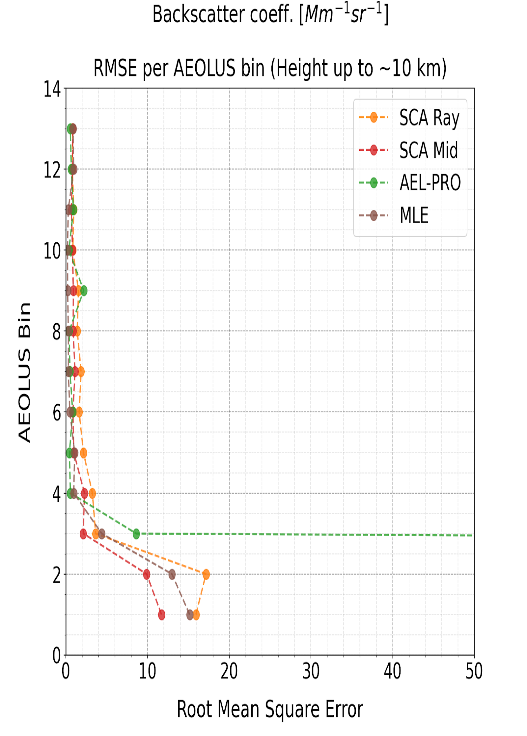 Backscatter coeff. [Mm⁻¹sr⁻¹]
RMSE per AEOLUS bin (Height up to ~10 km)
SCA Ray
SCA Mid
AEL-PRO
MLE
AEOLUS Bin
14
12
10
8
6
4
2
0
0 10 20 30 40 50
Root Mean Square Error